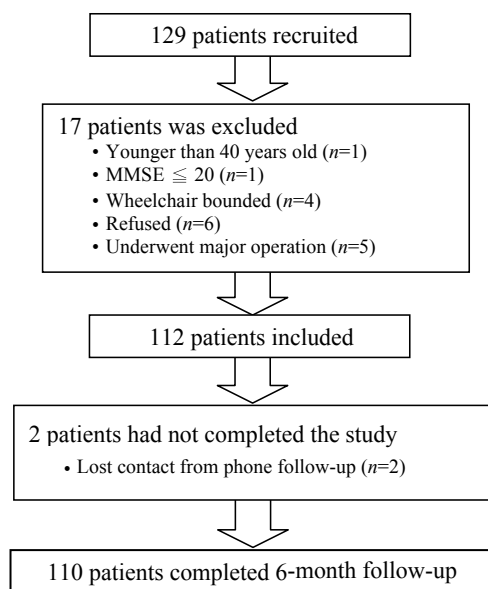 129 patients recruited
17 patients was excluded
• Younger than 40 years old (n=1)
• MMSE ≦ 20 (n=1)
• Wheelchair bounded (n=4)
• Refused (n=6)
• Underwent major operation (n=5)
112 patients included
2 patients had not completed the study
• Lost contact from phone follow-up (n=2)
110 patients completed 6-month follow-up